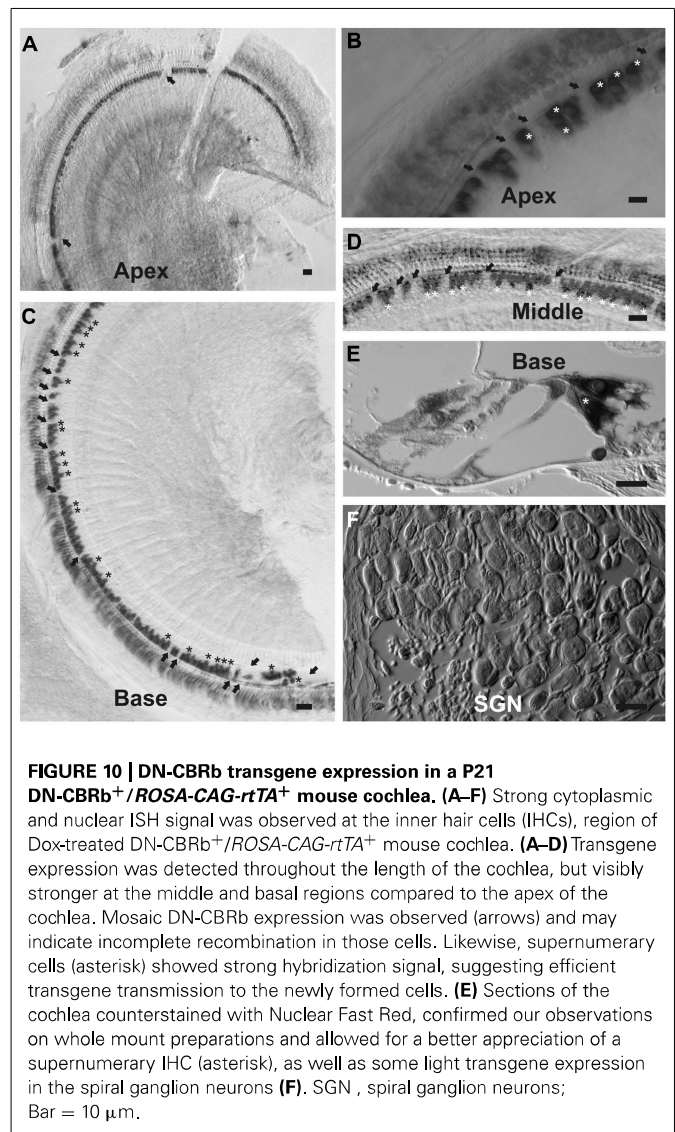 A
Apex
B
Apex
C
Base
D
Middle
E
Base
F
SGN
FIGURE 10 | DN-CBRb transgene expression in a P21
DN-CBRb+/ROSA-CAG-rtTA+ mouse cochlea. (A–F) Strong cytoplasmic
and nuclear ISH signal was observed at the inner hair cells (IHCs), region of
Dox-treated DN-CBRb+/ROSA-CAG-rtTA+ mouse cochlea. (A–D) Transgene
expression was detected throughout the length of the cochlea, but visibly
stronger at the middle and basal regions compared to the apex of the
cochlea. Mosaic DN-CBRb expression was observed (arrows) and may
indicate incomplete recombination in those cells. Likewise, supernumerary
cells (asterisk) showed strong hybridization signal, suggesting efficient
transgene transmission to the newly formed cells. (E) Sections of the
cochlea counterstained with Nuclear Fast Red, confirmed our observations
on whole mount preparations and allowed for a better appreciation of a
supernumerary IHC (asterisk), as well as some light transgene expression
in the spiral ganglion neurons (F). SGN , spiral ganglion neurons;
Bar = 10 μm.